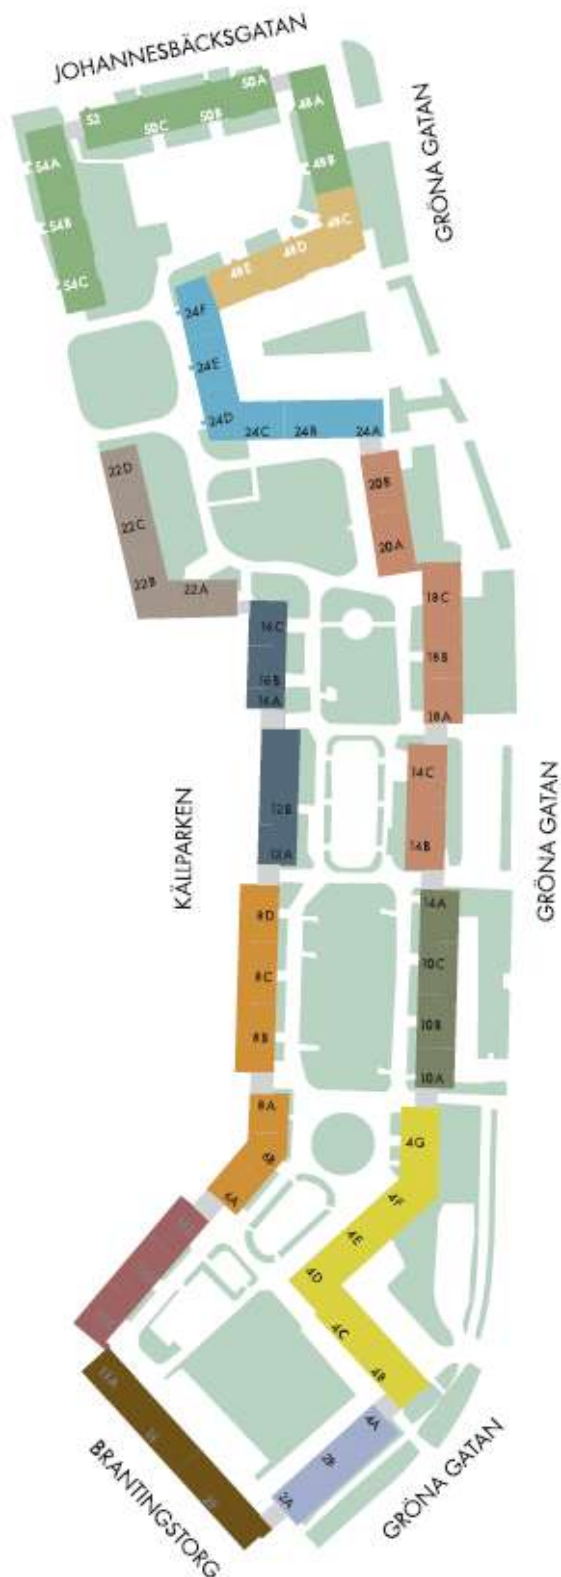 JOHANNESBÄCKSGATAN
GRÖNA GATAN
50A
52
50B
50C
48A
54A
48B
54B
48C
48D
48E
54C
24F
24E
24D
24C
24B
24A
22D
20B
22C
20A
22B
22A
18C
16C
18B
16B
16A
18A
14C
12B
14B
12A
KÄLLPARKEN
GRÖNA GATAN
14A
8D
10C
8C
10B
8B
10A
8A
4G
6B
6A
4F
4E
4D
4C
4B
4A
2B
2A
BRANTINGSTORG
GRÖNA GATAN